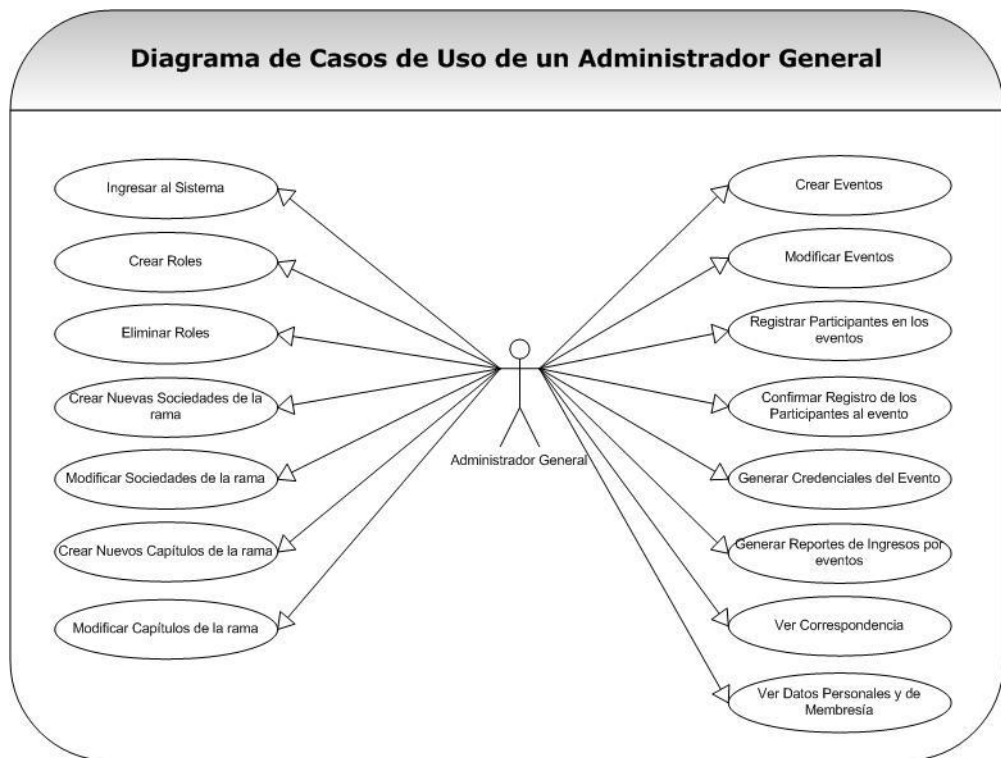 Diagrama de Casos de Uso de un Administrador General
Ingresar al Sistema
Crear Roles
Eliminar Roles
Crear Nuevas Sociedades de la
rama
Modificar Sociedades de la rama
Crear Nuevos Capítulos de la rama
Modificar Capítulos de la rama
Administrador General
Crear Eventos
Modificar Eventos
Registrar Participantes en los
eventos
Confirmar Registro de los
Participantes al evento
Generar Credenciales del Evento
Generar Reportes de Ingresos por
eventos
Ver Correspondencia
Ver Datos Personales y de
Membresía